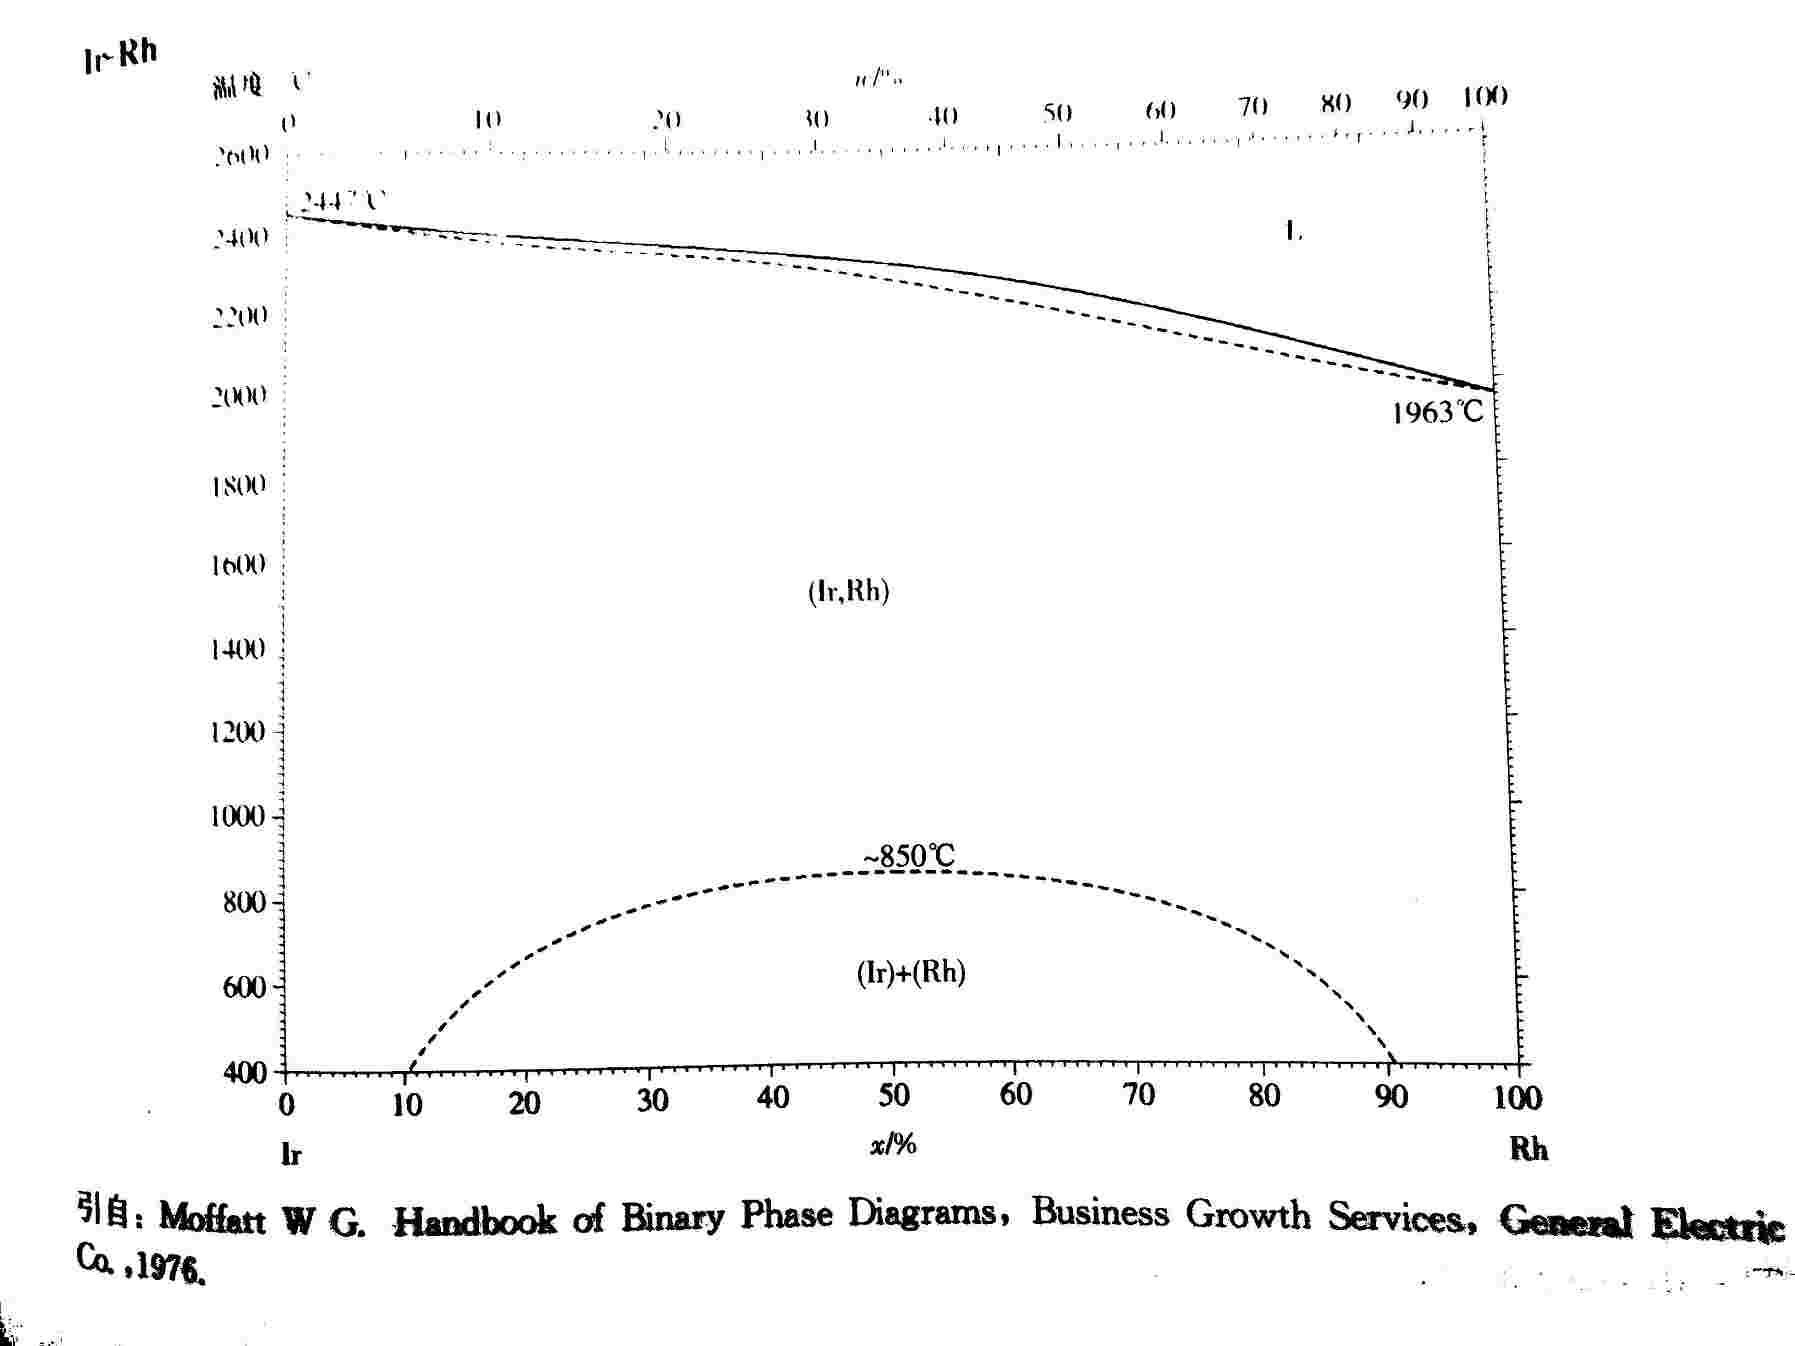 Ir-Rh
温度 ℃
0 10 20 30 40 50 60 70 80 90 100
2600
2447℃
L
2400
2200
2000
1963℃
1800
1600
(Ir,Rh)
1400
1200
1000
~850℃
800
(Ir)+(Rh)
600
400
0 10 20 30 40 50 60 70 80 90 100
Ir x/% Rh
引自: Moffatt W G. Handbook of Binary Phase Diagrams, Business Growth Services, General Electric
Co.,1976.